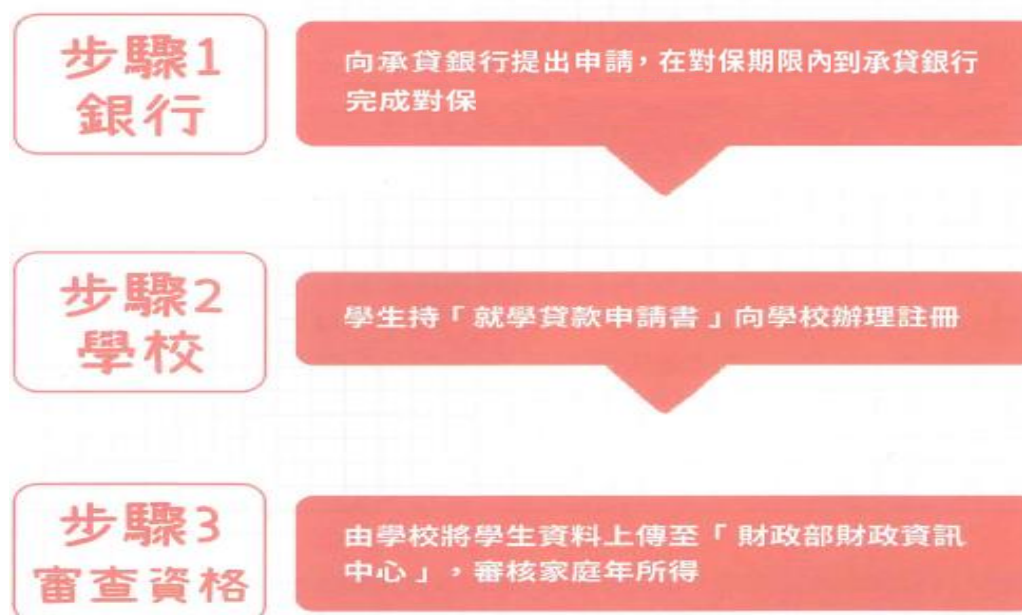 步驟1
銀行
向承貸銀行提出申請，在對保期限內到承貸銀行
完成對保
步驟2
學校
學生持「就學貸款申請書」向學校辦理註冊
步驟3
審查資格
由學校將學生資料上傳至「財政部財政資訊
中心」，審核家庭年所得